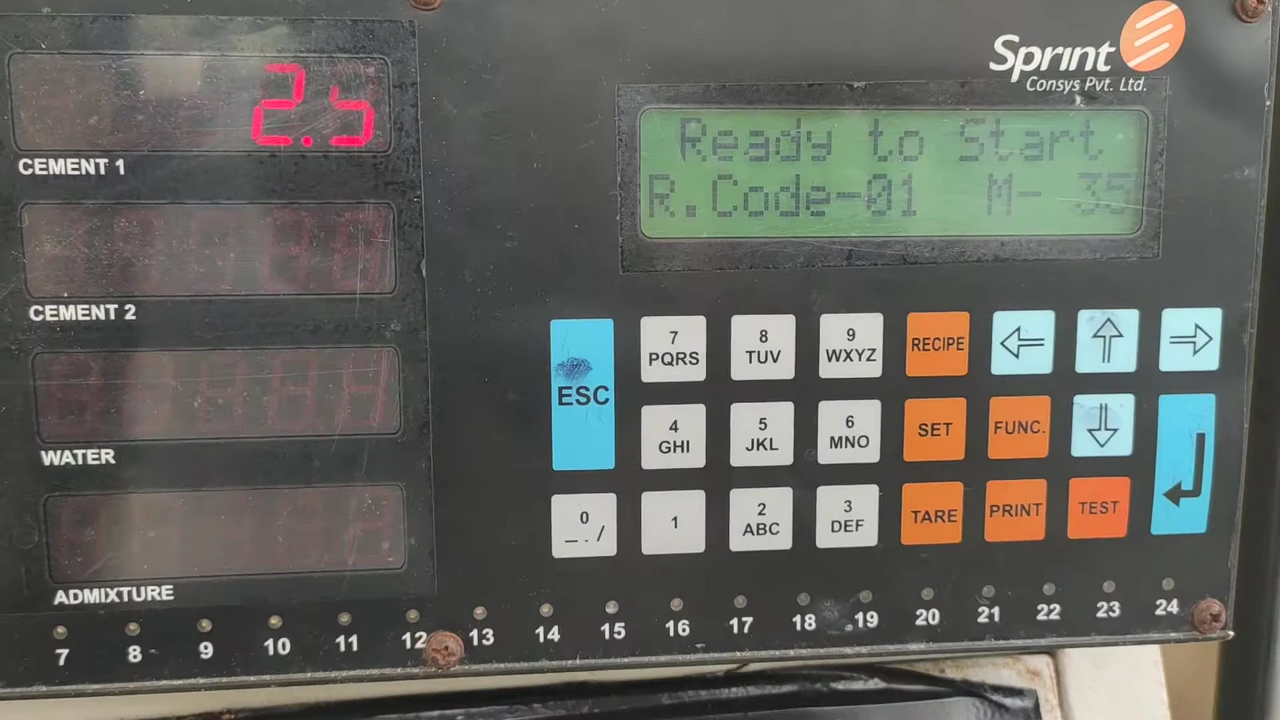 Sprint
Consys Pvt. Ltd.
2.5
CEMENT 1
CEMENT 2
WATER
ADMIXTURE
Ready to Start
R.Code-01 M- 35
ESC
7 PQRS
8 TUV
9 WXYZ
RECIPE
4 GHI
5 JKL
6 MNO
SET
FUNC.
0 _ . /
1
2 ABC
3 DEF
TARE
PRINT
TEST
7 8 9 10 11 12 13 14 15 16 17 18 19 20 21 22 23 24